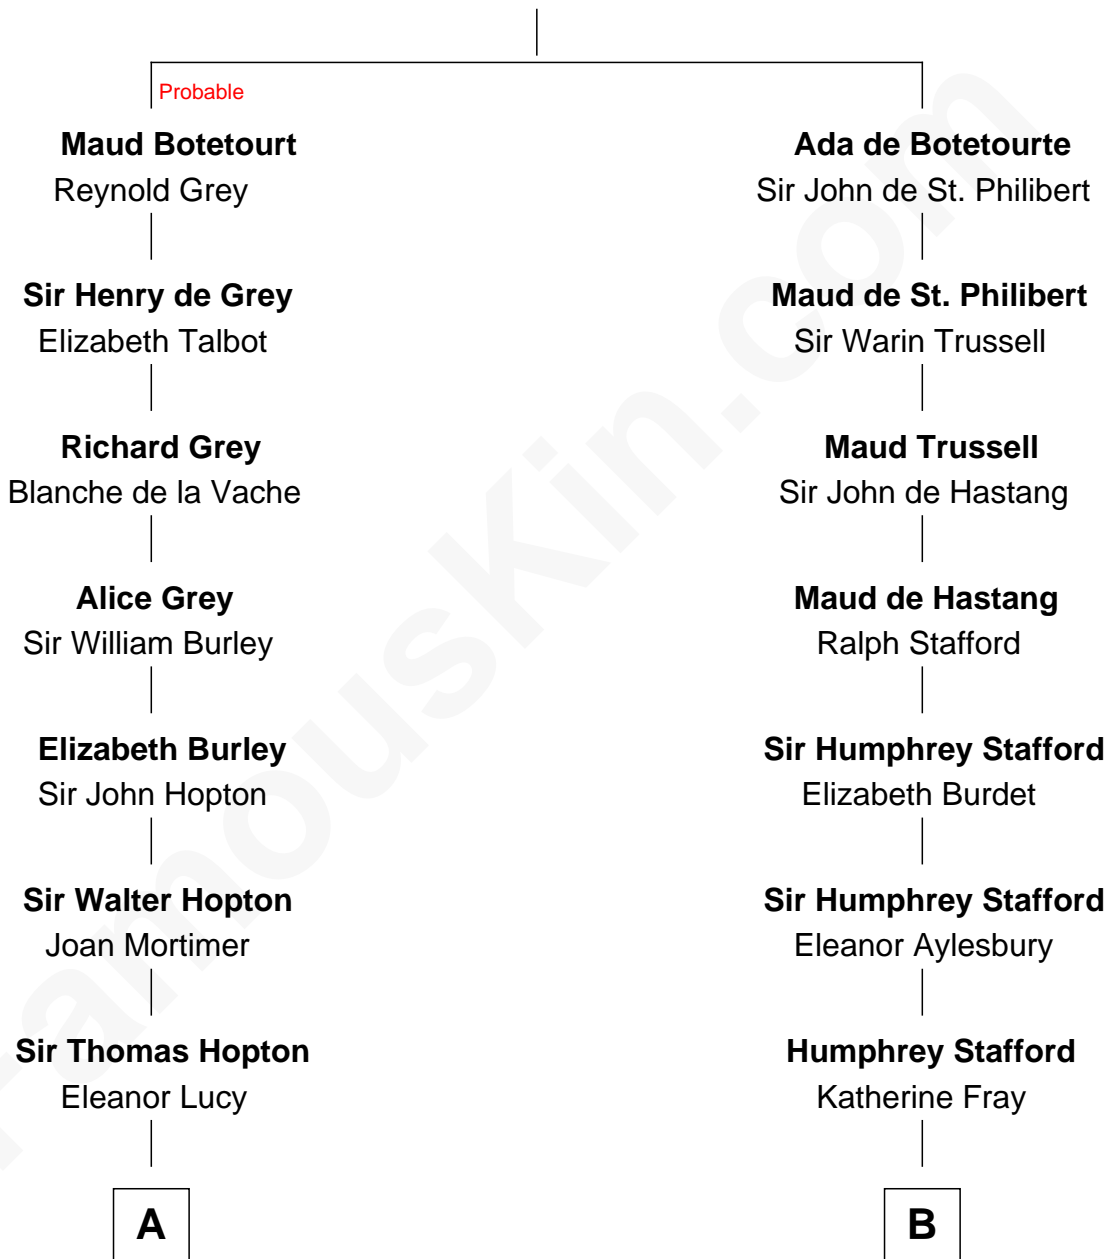 Probable
Maud Botetourt
Reynold Grey
Ada de Botetourte
Sir John de St. Philibert
Sir Henry de Grey
Elizabeth Talbot
Maud de St. Philibert
Sir Warin Trussell
Richard Grey
Blanche de la Vache
Maud Trussell
Sir John de Hastang
Alice Grey
Sir William Burley
Maud de Hastang
Ralph Stafford
Elizabeth Burley
Sir John Hopton
Sir Humphrey Stafford
Elizabeth Burdet
Sir Walter Hopton
Joan Mortimer
Sir Humphrey Stafford
Eleanor Aylesbury
Sir Thomas Hopton
Eleanor Lucy
Humphrey Stafford
Katherine Fray
A
B
FamousKin.com